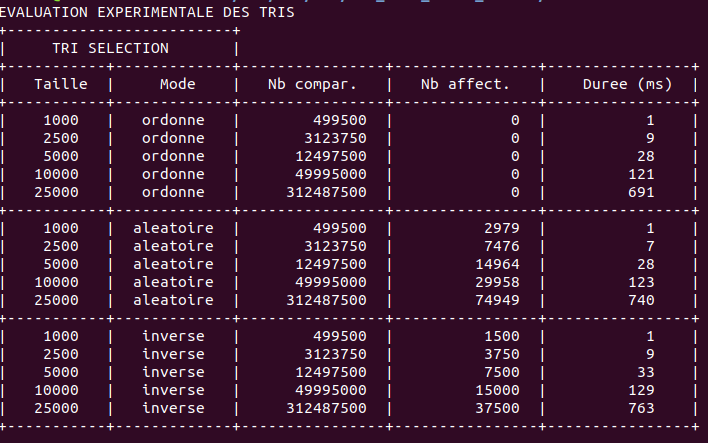 EVALUATION EXPERIMENTALE DES TRIS
+-------------------------+
|     TRI SELECTION       |
+-----------+-------------+----------------+---------------+---------------+
|  Taille   |    Mode     |   Nb compar.   |   Nb affect.  |   Duree (ms)  |
+-----------+-------------+----------------+---------------+---------------+
| 1000 | ordonne | 499500 | 0 | 1 |
| 2500 | ordonne | 3123750 | 0 | 9 |
| 5000 | ordonne | 12497500 | 0 | 28 |
| 10000 | ordonne | 49995000 | 0 | 121 |
| 25000 | ordonne | 312487500 | 0 | 691 |
+-----------+-------------+----------------+---------------+---------------+
| 1000 | aleatoire | 499500 | 2979 | 1 |
| 2500 | aleatoire | 3123750 | 7476 | 7 |
| 5000 | aleatoire | 12497500 | 14964 | 28 |
| 10000 | aleatoire | 49995000 | 29958 | 123 |
| 25000 | aleatoire | 312487500 | 74949 | 740 |
+-----------+-------------+----------------+---------------+---------------+
| 1000 | inverse | 499500 | 1500 | 1 |
| 2500 | inverse | 3123750 | 3750 | 9 |
| 5000 | inverse | 12497500 | 7500 | 33 |
| 10000 | inverse | 49995000 | 15000 | 129 |
| 25000 | inverse | 312487500 | 37500 | 763 |
+-----------+-------------+----------------+---------------+---------------+